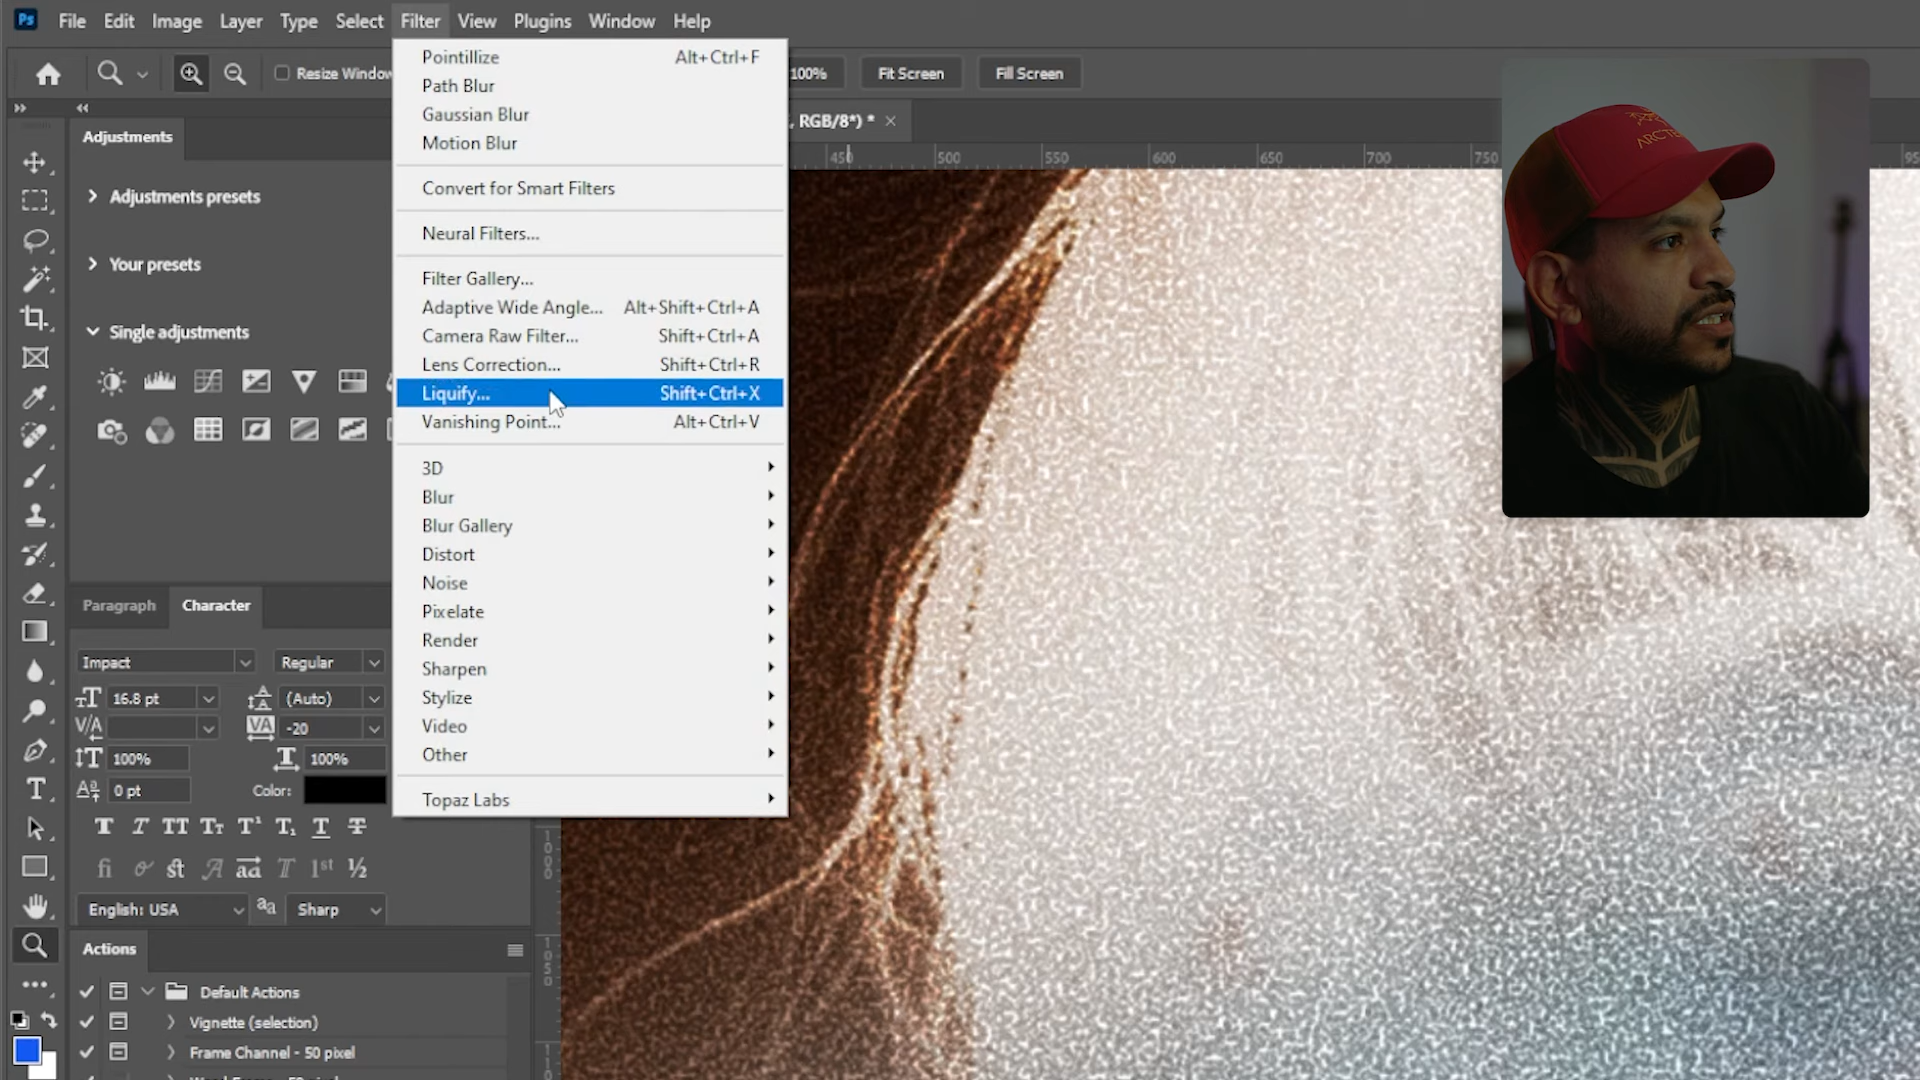 Ps File Edit Image Layer Type Select Filter View Plugins Window Help
Resize Window
100% Fit Screen Fill Screen
, RGB/8*) *
450 500 550 600 650 700 750
Adjustments
Adjustments presets
Your presets
Single adjustments
Pointillize Alt+Ctrl+F
Path Blur
Gaussian Blur
Motion Blur
Convert for Smart Filters
Neural Filters...
Filter Gallery...
Adaptive Wide Angle... Alt+Shift+Ctrl+A
Camera Raw Filter... Shift+Ctrl+A
Lens Correction... Shift+Ctrl+R
Liquify... Shift+Ctrl+X
Vanishing Point... Alt+Ctrl+V
3D
Blur
Blur Gallery
Distort
Noise
Pixelate
Render
Sharpen
Stylize
Video
Other
Topaz Labs
Paragraph Character
Impact Regular
16.8 pt (Auto)
-20
100% 100%
0 pt Color:
English: USA Sharp
Actions
Default Actions
Vignette (selection)
Frame Channel - 50 pixel